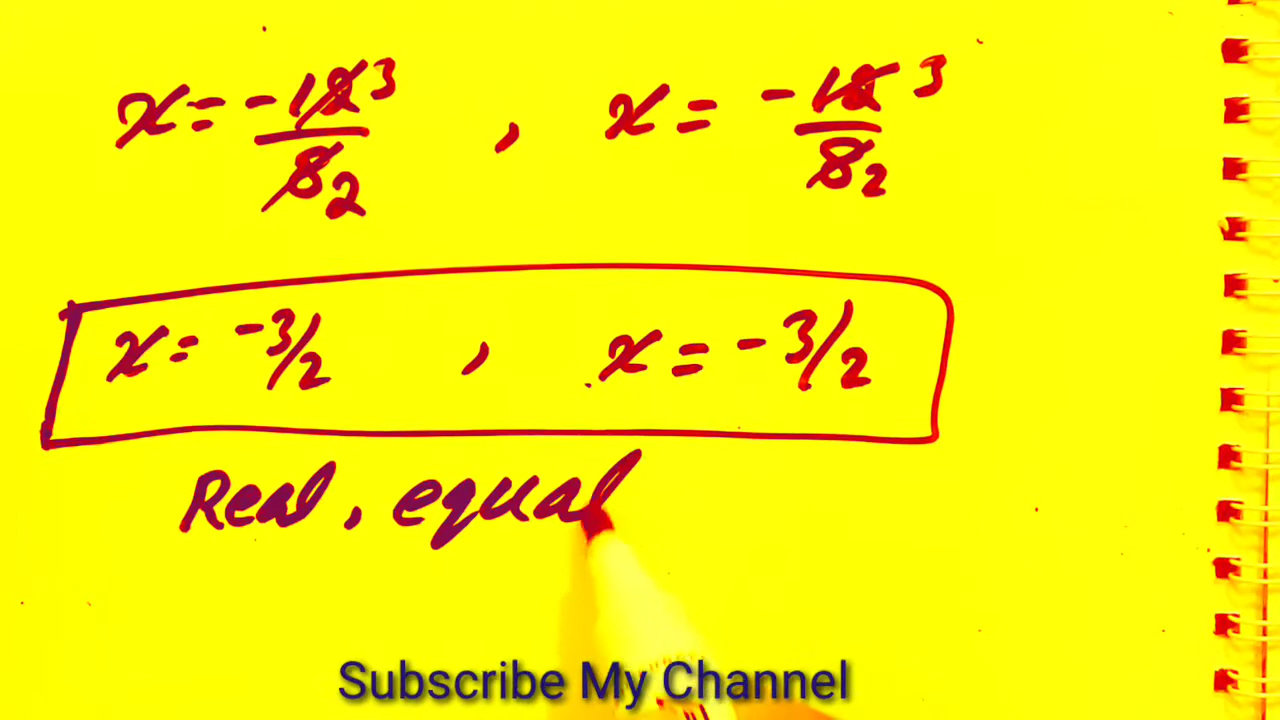 x = -12 3 / 8 2 , x = -12 3 / 8 2
x = -3/2 , x = -3/2
Real, equal
Subscribe My Channel